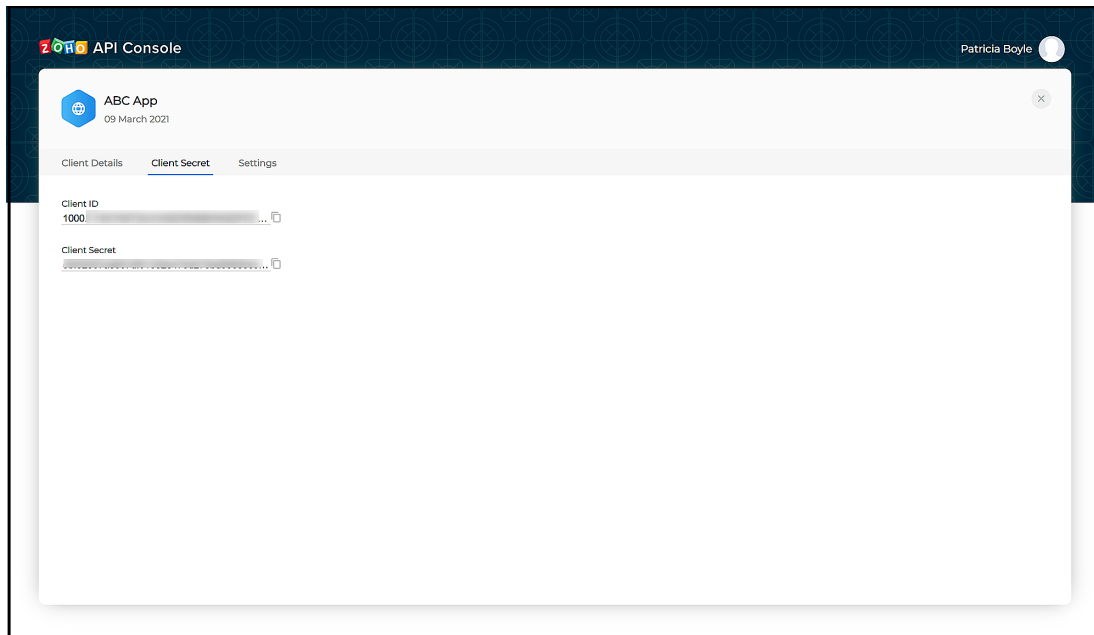 ZOHO API Console
Patricia Boyle
ABC App
09 March 2021
Client Details Client Secret Settings
Client ID
1000. ...
Client Secret
...